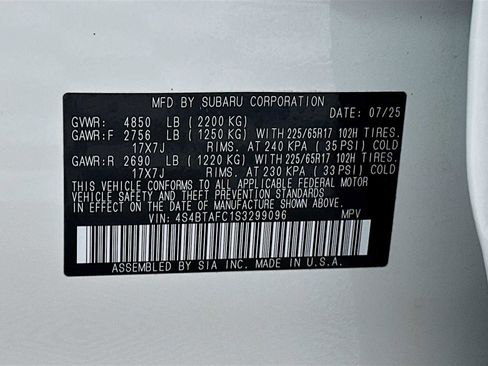 MFD BY SUBARU CORPORATION
DATE: 07/25
GVWR: 4850 LB (2200 KG)
GAWR:F 2756 LB (1250 KG) WITH 225/65R17 102H TIRES,
17X7J RIMS, AT 240 KPA (35 PSI) COLD
GAWR:R 2690 LB (1220 KG) WITH 225/65R17 102H TIRES,
17X7J RIMS, AT 230 KPA (33 PSI) COLD
THIS VEHICLE CONFORMS TO ALL APPLICABLE FEDERAL MOTOR
VEHICLE SAFETY AND THEFT PREVENTION STANDARDS
IN EFFECT ON THE DATE OF MANUFACTURE SHOWN ABOVE.
VIN: 4S4BTAFC1S3299096 MPV
ASSEMBLED BY SIA INC. MADE IN U.S.A.